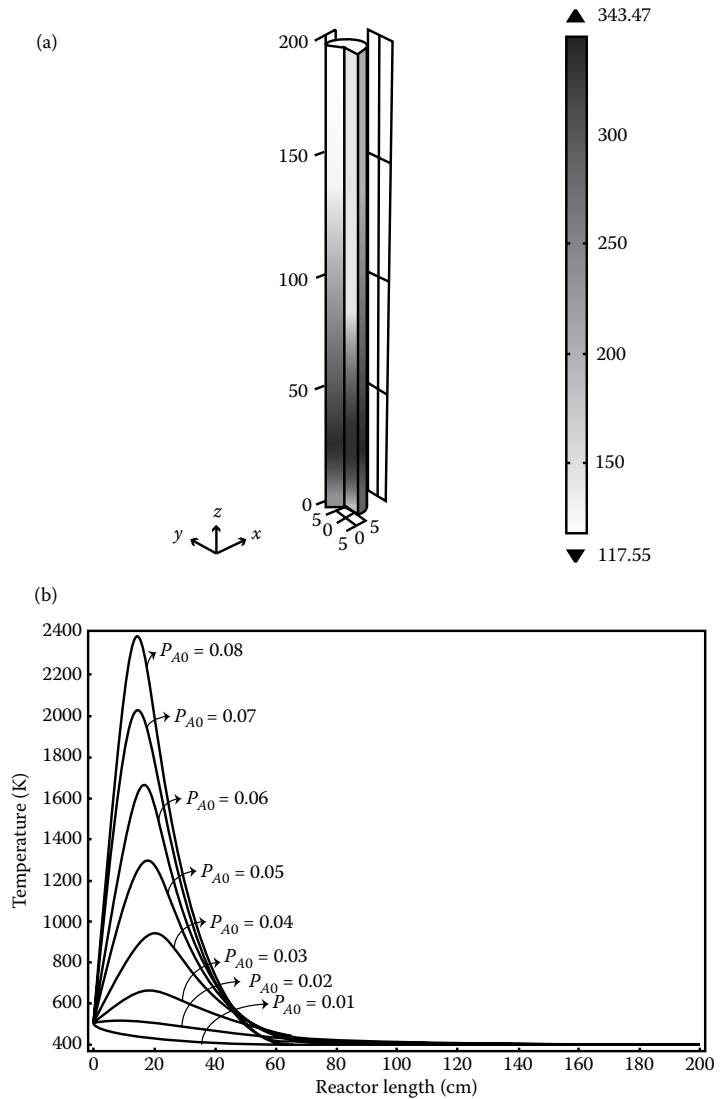 (a)
343.47
300
250
200
150
117.55
200
150
100
50
0
5
0
5
0
5
z
y
x
(b)
Temperature (K)
2400
2200
2000
1800
1600
1400
1200
1000
800
600
400
P_A0 = 0.08
P_A0 = 0.07
P_A0 = 0.06
P_A0 = 0.05
P_A0 = 0.04
P_A0 = 0.03
P_A0 = 0.02
P_A0 = 0.01
0 20 40 60 80 100 120 140 160 180 200
Reactor length (cm)